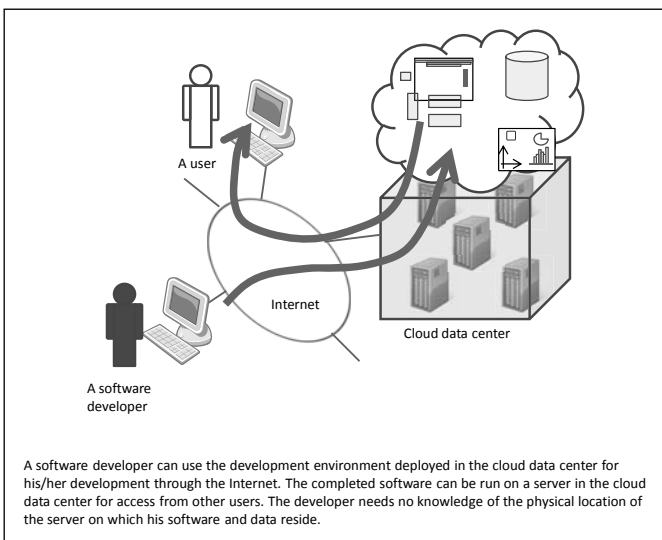 A user
Internet
Cloud data center
A software
developer
A software developer can use the development environment deployed in the cloud data center for
his/her development through the Internet. The completed software can be run on a server in the cloud
data center for access from other users. The developer needs no knowledge of the physical location of
the server on which his software and data reside.